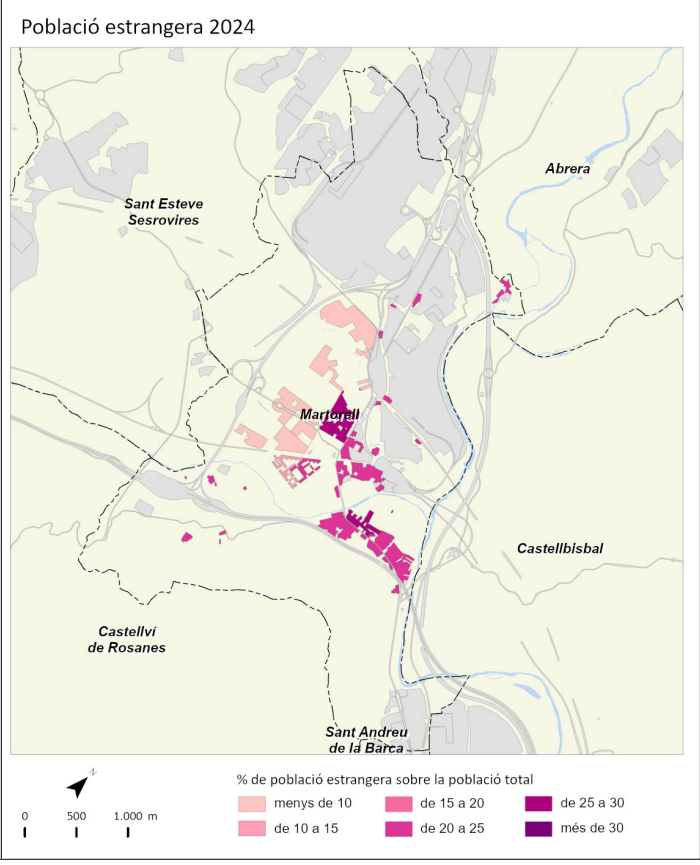 Població estrangera 2024
Abrera
Sant Esteve
Sesrovires
Martorell
Castellbisbal
Castellví
de Rosanes
Sant Andreu
de la Barca
N
% de població estrangera sobre la població total
menys de 10
de 15 a 20
de 25 a 30
0 500 1.000 m
de 10 a 15
de 20 a 25
més de 30